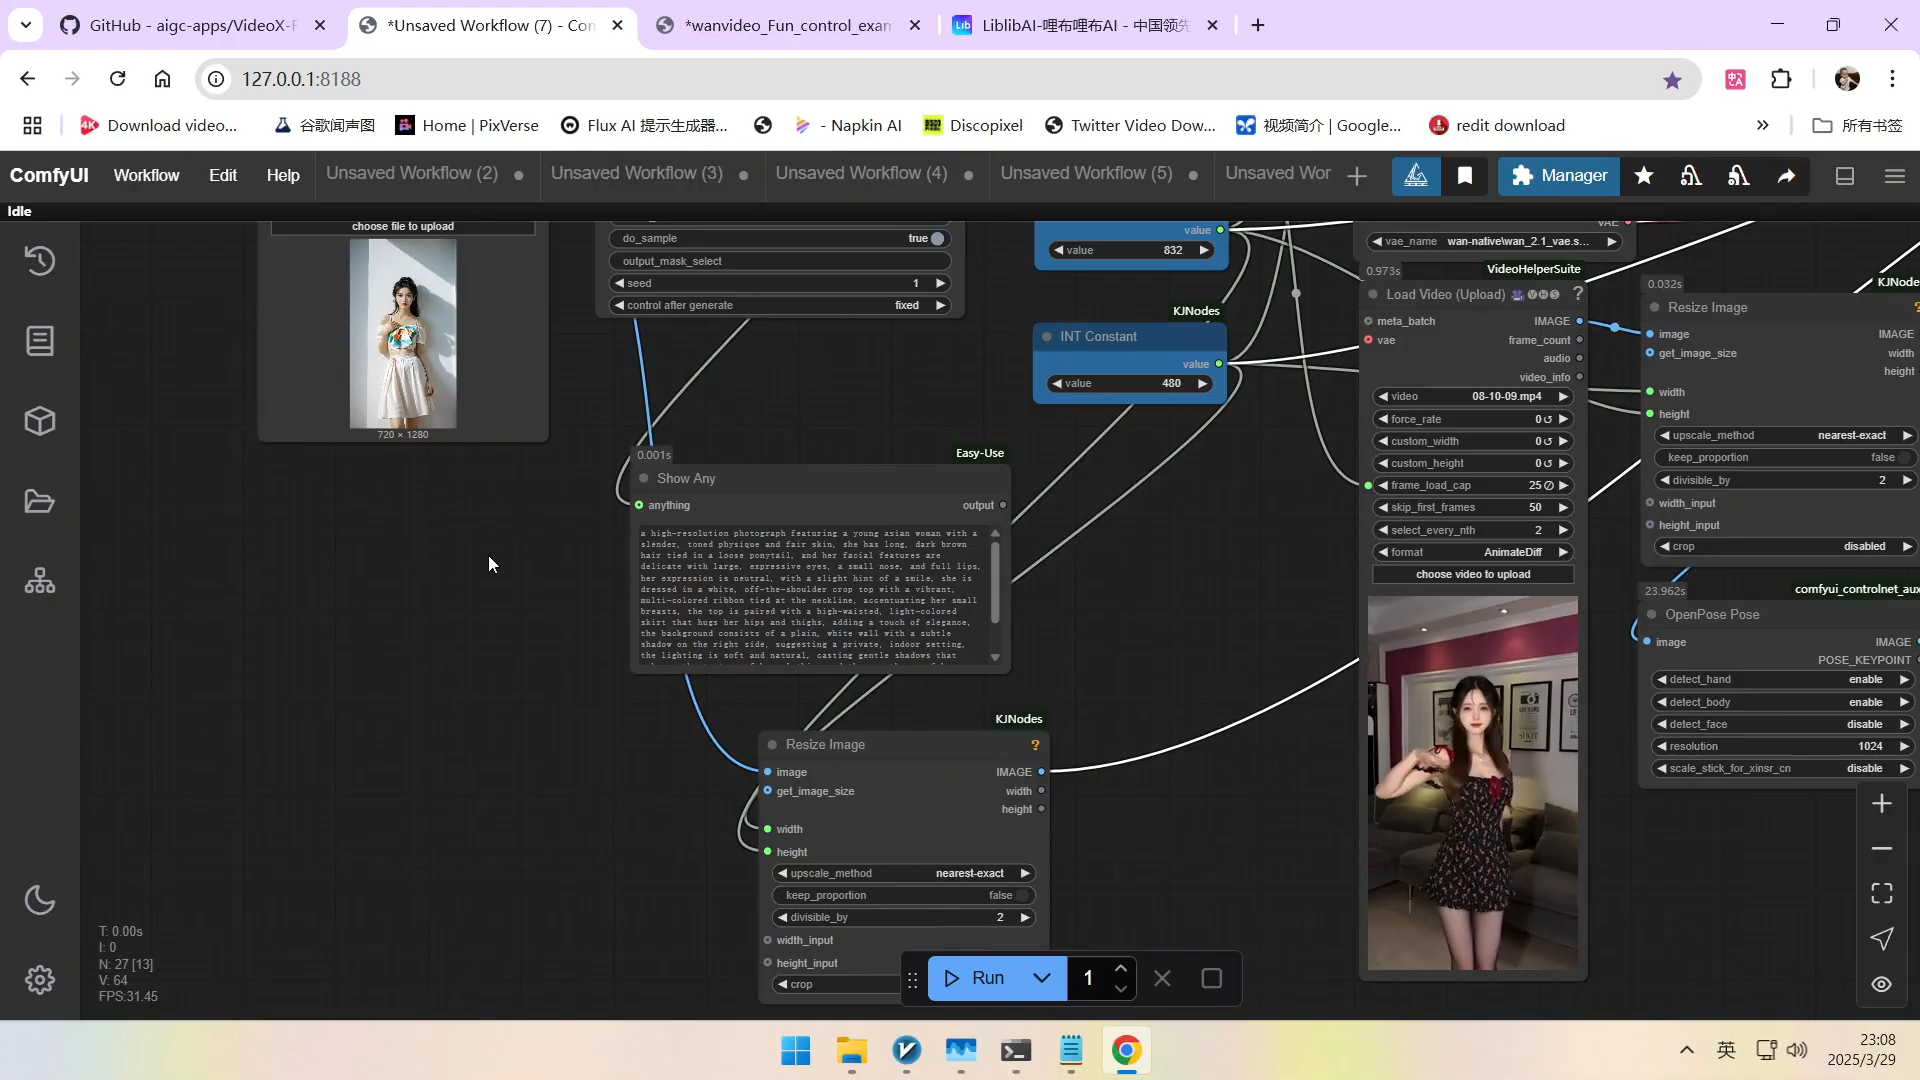 GitHub - aigc-apps/VideoX-F
*Unsaved Workflow (7) - Con
*wanvideo_Fun_control_exam
LiblibAI-哩布哩布AI - 中国领先
127.0.0.1:8188
Download video...
谷歌闻声图
Home | PixVerse
Flux AI 提示生成器...
- Napkin AI
Discopixel
Twitter Video Dow...
视频简介 | Google...
redit download
所有书签
ComfyUI
Workflow
Edit
Help
Unsaved Workflow (2)
Unsaved Workflow (3)
Unsaved Workflow (4)
Unsaved Workflow (5)
Unsaved Wor
Manager
Idle
choose file to upload
720 × 1280
do_sample true
output_mask_select
seed 1
control after generate fixed
value
value 832
KJNodes
INT Constant
value
value 480
0.001s
Easy-Use
Show Any
anything output
a high-resolution photograph featuring a young asian woman with a
slender, toned physique and fair skin, she has long, dark brown
hair tied in a loose ponytail, and her facial features are
delicate with large, expressive eyes, a small nose, and full lips,
her expression is neutral, with a slight hint of a smile, she is
dressed in a white, off-the-shoulder crop top with a vibrant,
multi-colored ribbon tied at the neckline, accentuating her small
breasts, the top is paired with a high-waisted, light-colored
skirt that hugs her hips and thighs, adding a touch of elegance,
the background consists of a plain, white wall with a subtle
shadow on the right side, suggesting a private, indoor setting,
the lighting is soft and natural, casting gentle shadows that
KJNodes
Resize Image ?
image IMAGE
get_image_size width
height
width
height
upscale_method nearest-exact
keep_proportion false
divisible_by 2
width_input
height_input
crop
VAE
vae_name wan-native\wan_2.1_vae.s...
0.973s
VideoHelperSuite
Load Video (Upload) ?
meta_batch IMAGE
vae frame_count
audio
video_info
video 08-10-09.mp4
force_rate 0
custom_width 0
custom_height 0
frame_load_cap 25
skip_first_frames 50
select_every_nth 2
format AnimateDiff
choose video to upload
0.032s
KJNodes
Resize Image
image IMAGE
get_image_size width
height
width
height
upscale_method nearest-exact
keep_proportion false
divisible_by 2
width_input
height_input
crop disabled
23.962s
comfyui_controlnet_aux
OpenPose Pose
image IMAGE
POSE_KEYPOINT
detect_hand enable
detect_body enable
detect_face disable
resolution 1024
scale_stick_for_xinsr_cn disable
T: 0.00s
I: 0
N: 27 [13]
V: 64
FPS:31.45
Run
1
英
23:08
2025/3/29